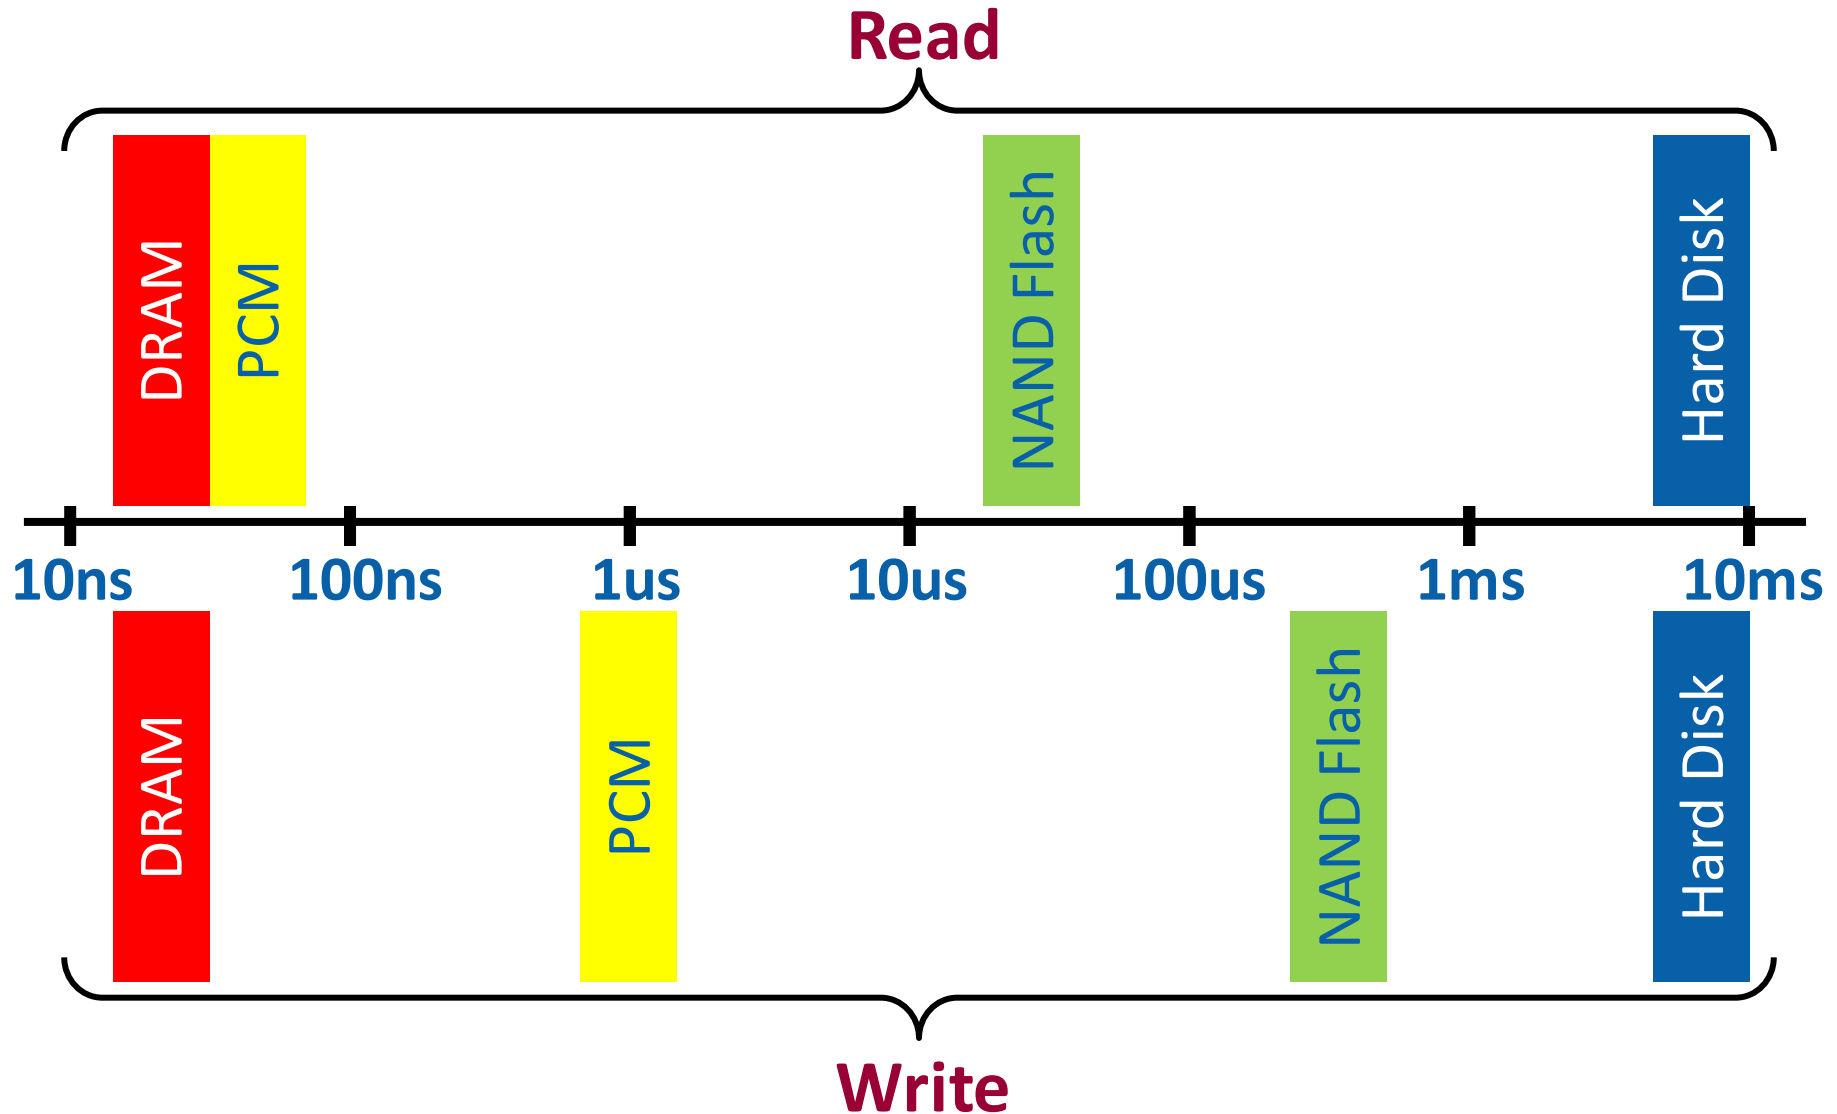 Read
DRAM
PCM
NAND Flash
Hard Disk
10ns 100ns 1us 10us 100us 1ms 10ms
DRAM
PCM
NAND Flash
Hard Disk
Write